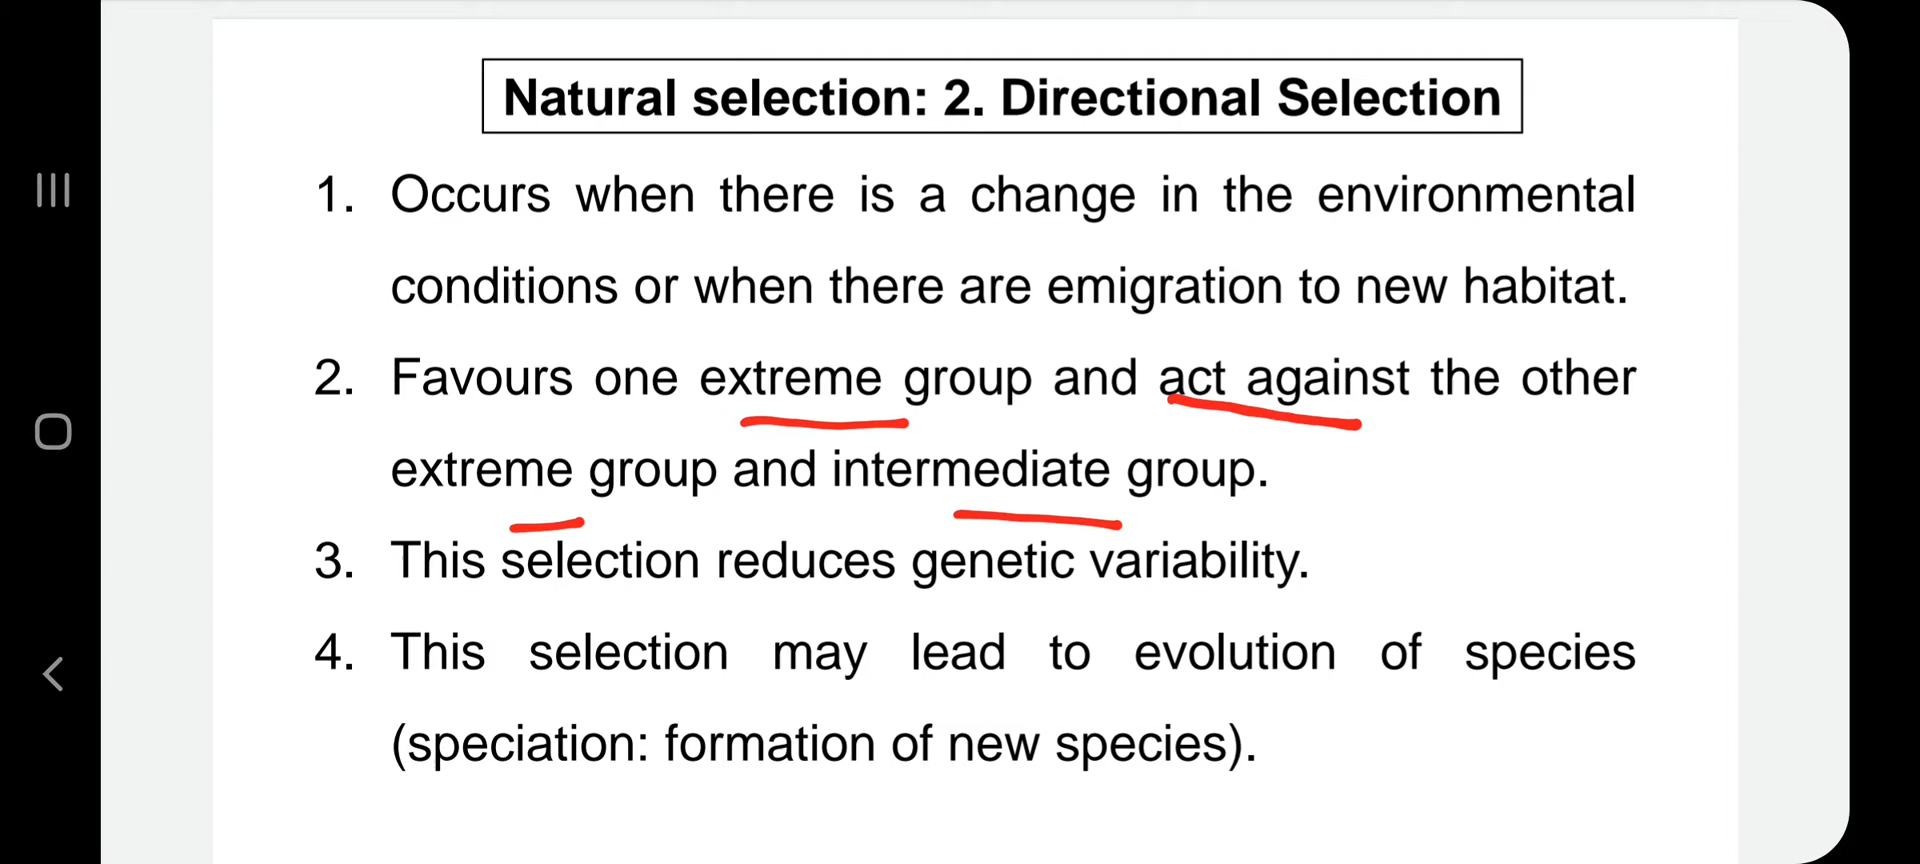 Natural selection: 2. Directional Selection
1. Occurs when there is a change in the environmental
conditions or when there are emigration to new habitat.
2. Favours one extreme group and act against the other
extreme group and intermediate group.
3. This selection reduces genetic variability.
4. This selection may lead to evolution of species
(speciation: formation of new species).